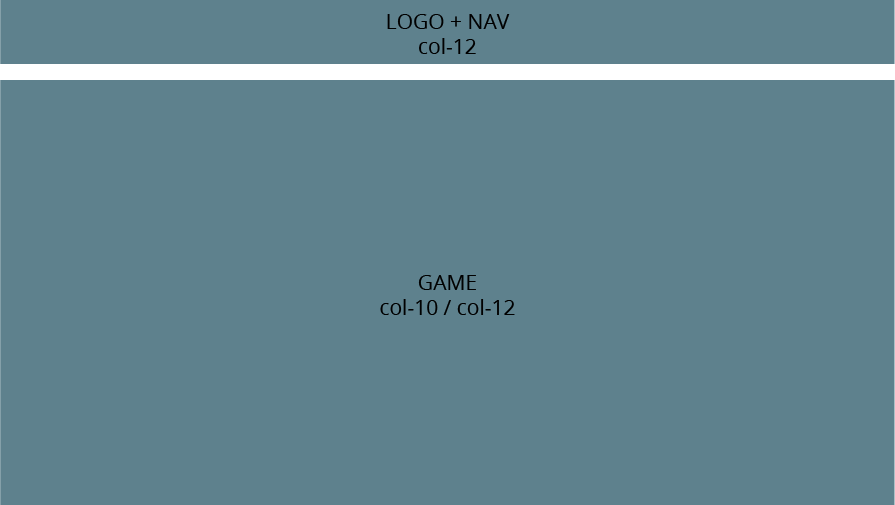 LOGO + NAV
col-12
GAME
col-10 / col-12